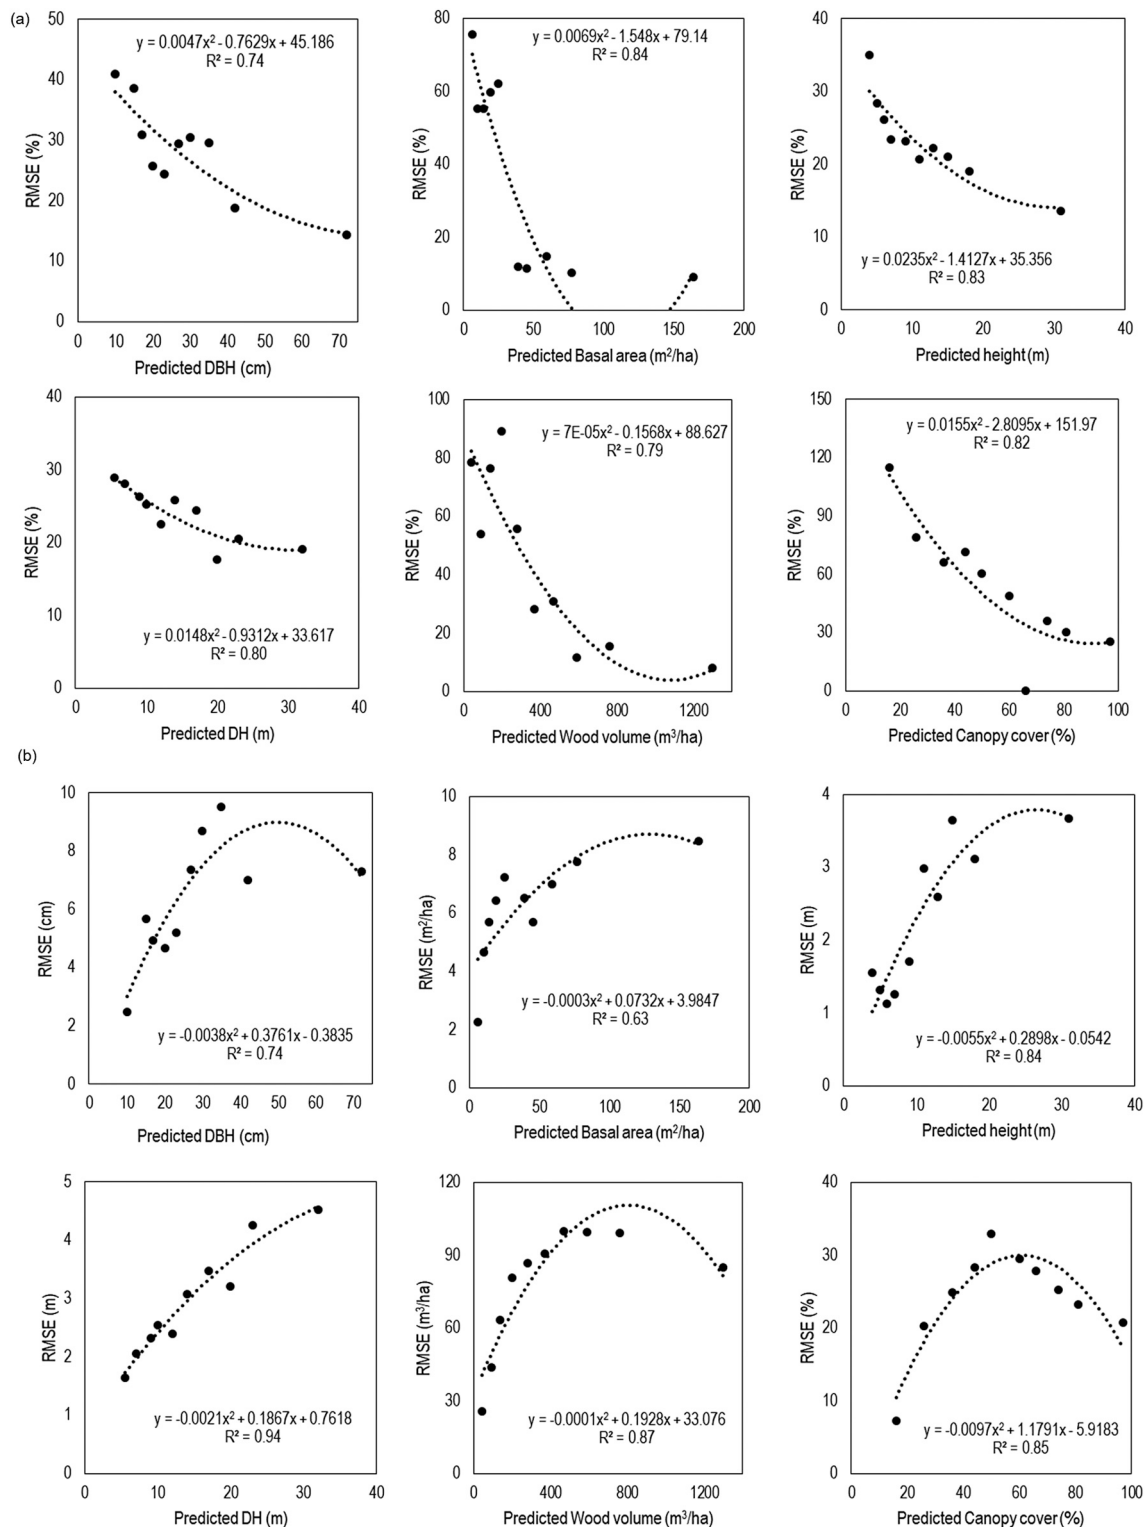 (a)
50
40
30
20
10
0
RMSE (%)
y = 0.0047x² - 0.7629x + 45.186
R² = 0.74
0 10 20 30 40 50 60 70
Predicted DBH (cm)
80
60
40
20
0
RMSE (%)
y = 0.0069x² - 1.548x + 79.14
R² = 0.84
0 50 100 150 200
Predicted Basal area (m²/ha)
40
30
20
10
0
RMSE (%)
y = 0.0235x² - 1.4127x + 35.356
R² = 0.83
0 10 20 30 40
Predicted height (m)
40
30
20
10
0
RMSE (%)
y = 0.0148x² - 0.9312x + 33.617
R² = 0.80
0 10 20 30 40
Predicted DH (m)
100
80
60
40
20
0
RMSE (%)
y = 7E-05x² - 0.1568x + 88.627
R² = 0.79
0 400 800 1200
Predicted Wood volume (m³/ha)
150
120
90
60
30
0
RMSE (%)
y = 0.0155x² - 2.8095x + 151.97
R² = 0.82
0 20 40 60 80 100
Predicted Canopy cover (%)
(b)
10
8
6
4
2
0
RMSE (cm)
y = -0.0038x² + 0.3761x - 0.3835
R² = 0.74
0 10 20 30 40 50 60 70
Predicted DBH (cm)
10
8
6
4
2
0
RMSE (m²/ha)
y = -0.0003x² + 0.0732x + 3.9847
R² = 0.63
0 50 100 150 200
Predicted Basal area (m²/ha)
4
3
2
1
0
RMSE (m)
y = -0.0055x² + 0.2898x - 0.0542
R² = 0.84
0 10 20 30 40
Predicted height (m)
5
4
3
2
1
0
RMSE (m)
y = -0.0021x² + 0.1867x + 0.7618
R² = 0.94
0 10 20 30 40
Predicted DH (m)
120
90
60
30
0
RMSE (m³/ha)
y = -0.0001x² + 0.1928x + 33.076
R² = 0.87
0 400 800 1200
Predicted Wood volume (m³/ha)
40
30
20
10
0
RMSE (%)
y = -0.0097x² + 1.1791x - 5.9183
R² = 0.85
0 20 40 60 80 100
Predicted Canopy cover (%)